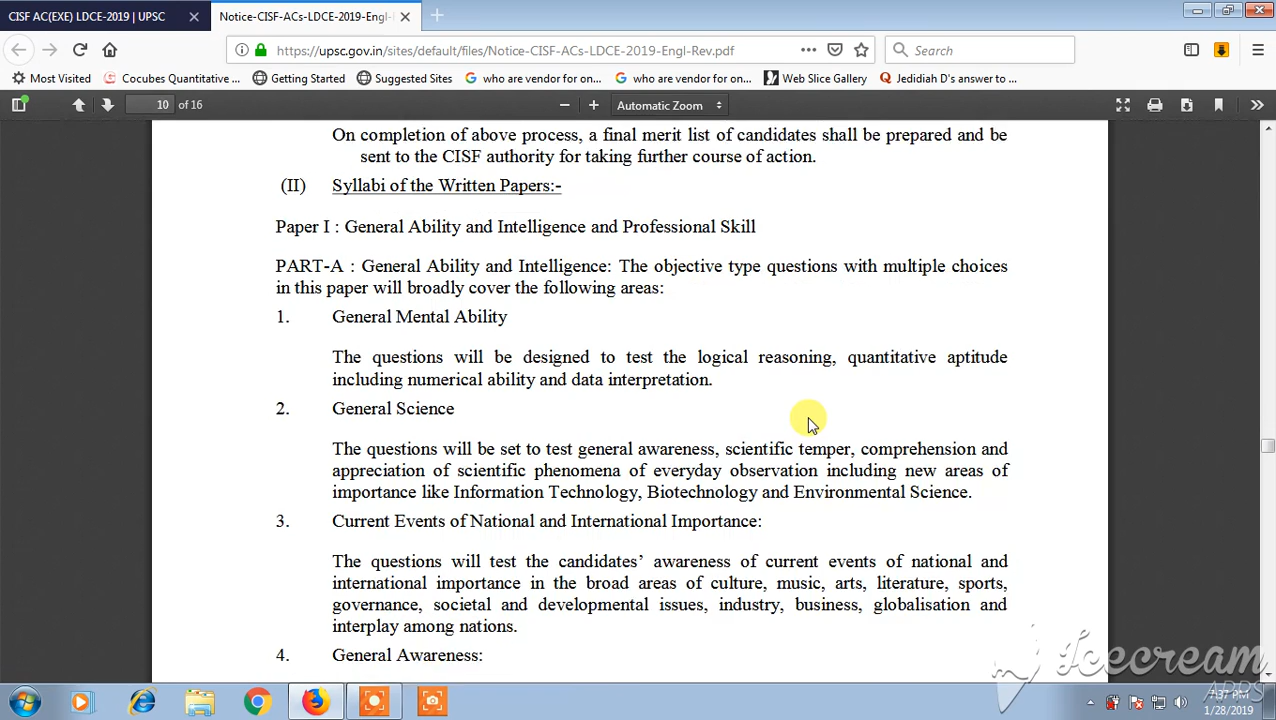 CISF AC(EXE) LDCE-2019 | UPSC
Notice-CISF-ACs-LDCE-2019-Engl-
https://upsc.gov.in/sites/default/files/Notice-CISF-ACs-LDCE-2019-Engl-Rev.pdf
Search
Most Visited Cocubes Quantitative ... Getting Started Suggested Sites who are vendor for on... who are vendor for on... Web Slice Gallery Jedidiah D's answer to ...
10 of 16
Automatic Zoom
On completion of above process, a final merit list of candidates shall be prepared and be
sent to the CISF authority for taking further course of action.
(II) Syllabi of the Written Papers:-
Paper I : General Ability and Intelligence and Professional Skill
PART-A : General Ability and Intelligence: The objective type questions with multiple choices
in this paper will broadly cover the following areas:
1. General Mental Ability
The questions will be designed to test the logical reasoning, quantitative aptitude
including numerical ability and data interpretation.
2. General Science
The questions will be set to test general awareness, scientific temper, comprehension and
appreciation of scientific phenomena of everyday observation including new areas of
importance like Information Technology, Biotechnology and Environmental Science.
3. Current Events of National and International Importance:
The questions will test the candidates’ awareness of current events of national and
international importance in the broad areas of culture, music, arts, literature, sports,
governance, societal and developmental issues, industry, business, globalisation and
interplay among nations.
4. General Awareness:
Icecream
APPS
7:37 PM
1/28/2019